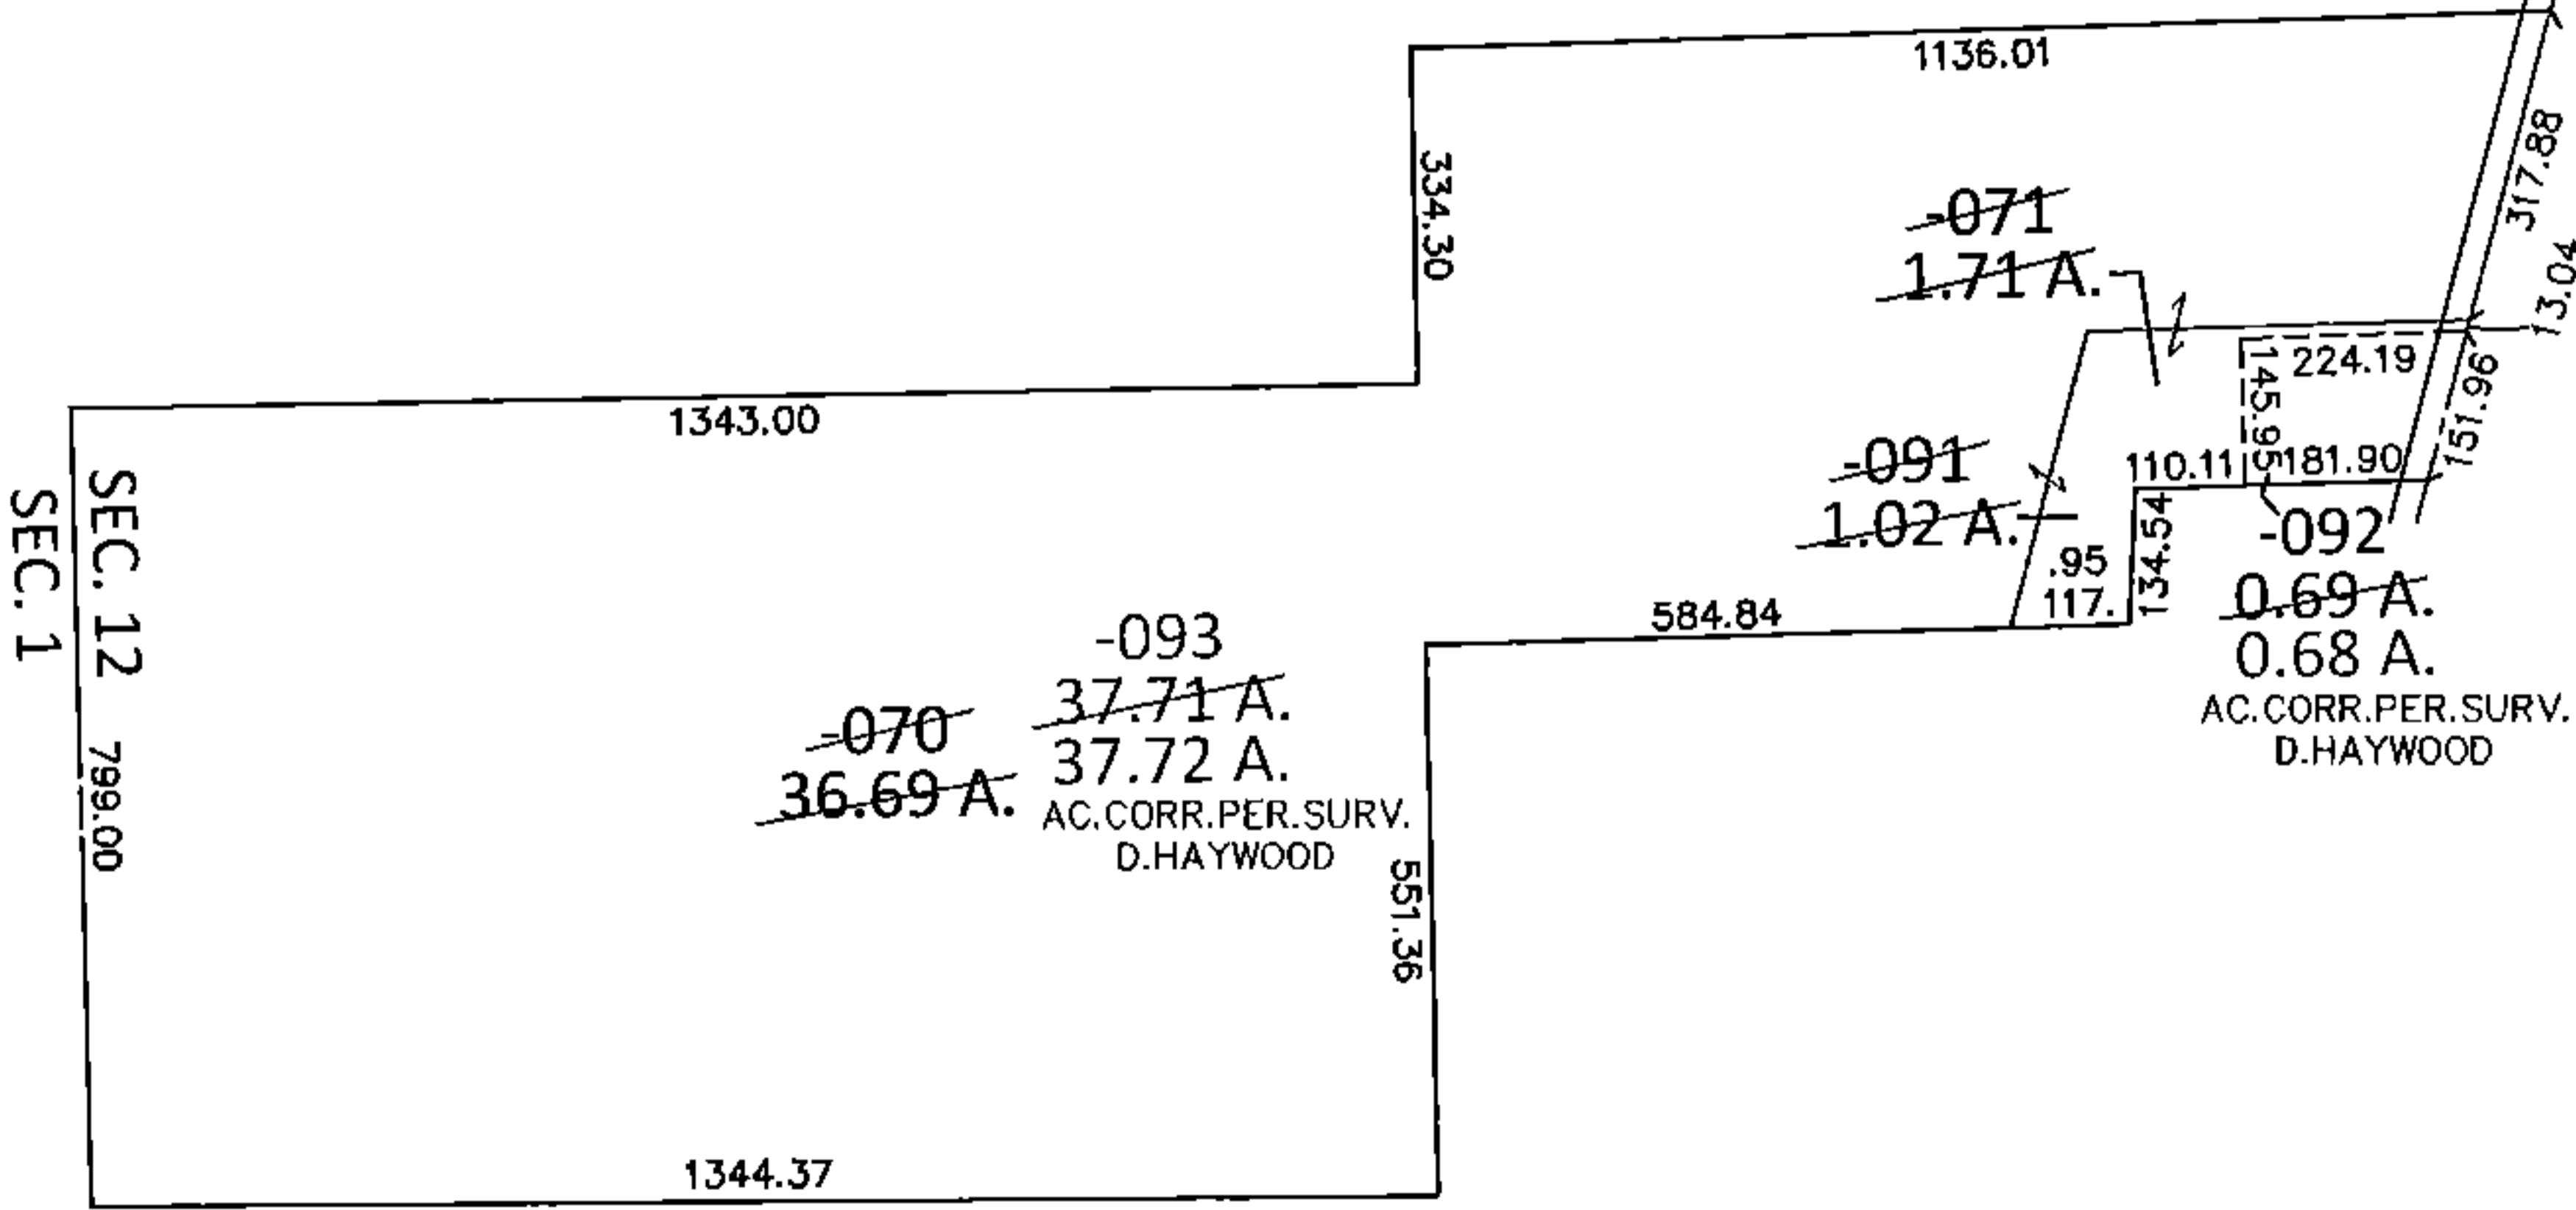 1136.01
334.30
317.88
13.04
-071
1.71 A.
224.19
145.95
151.96
1343.00
-091
1.02 A.
110.11
181.90
134.54
.95
117.
584.84
-092
0.69 A.
0.68 A.
AC.CORR.PER.SURV.
D.HAYWOOD
SEC. 12
SEC. 1
799.00
-093
37.71 A.
37.72 A.
AC.CORR.PER.SURV.
D.HAYWOOD
-070
36.69 A.
551.36
1344.37